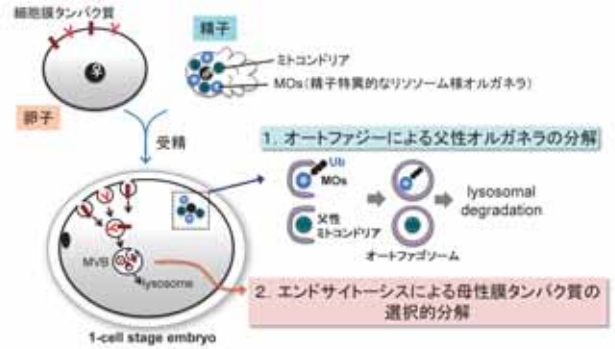 細胞膜タンパク質
精子
ミトコンドリア
MOs(精子特異的なリソソーム様オルガネラ)
卵子
受精
1. オートファジーによる父性オルガネラの分解
Ub
MOs
父性
ミトコンドリア
オートファゴソーム
lysosomal
degradation
MVB
lysosome
1-cell stage embryo
2. エンドサイトーシスによる母性膜タンパク質の
選択的分解